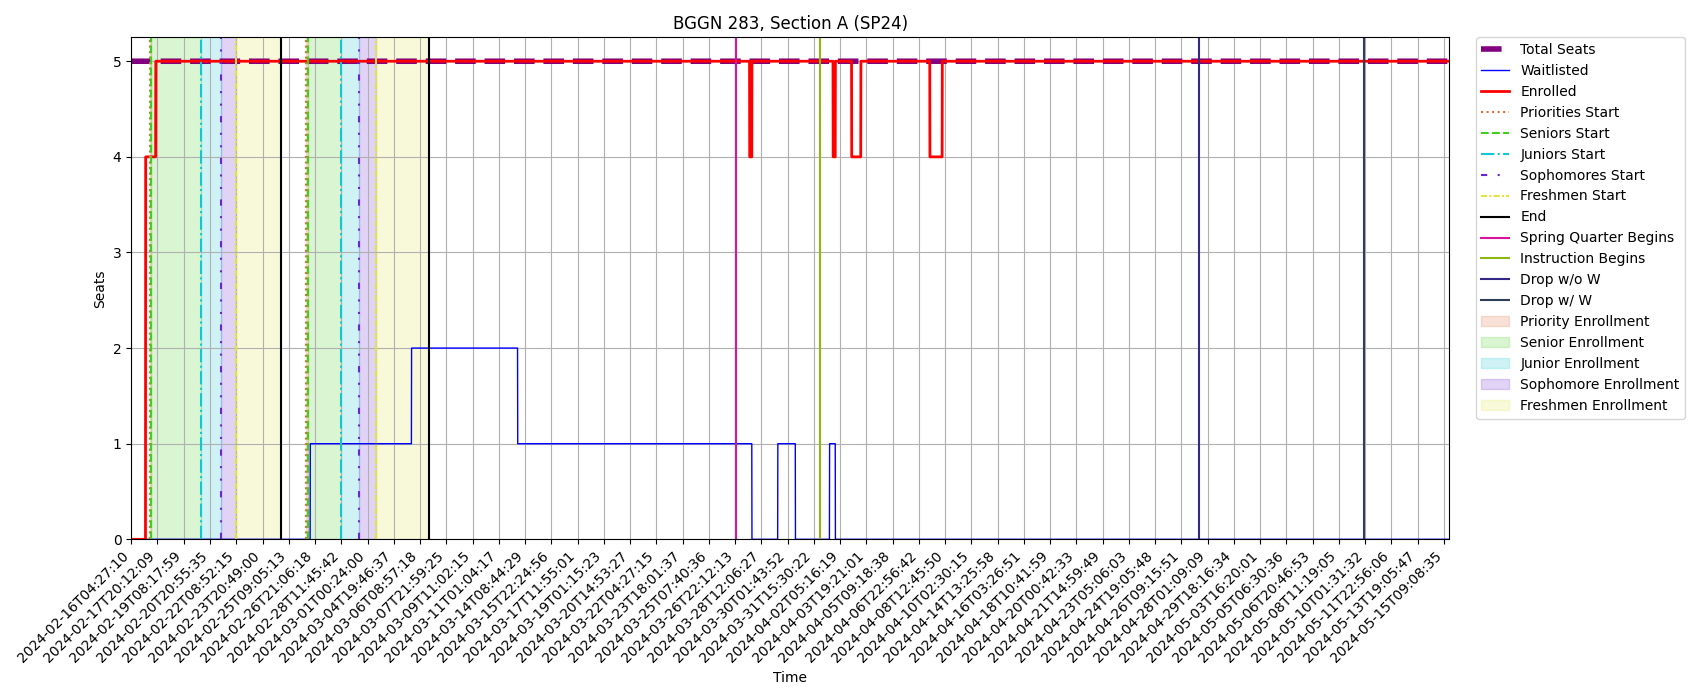 BGGN 283, Section A (SP24)
Seats
5
4
3
2
1
0
2024-02-16T04:27:10
2024-02-17T20:12:09
2024-02-19T08:17:59
2024-02-20T20:55:35
2024-02-22T08:52:15
2024-02-23T20:49:00
2024-02-25T09:05:13
2024-02-26T21:06:18
2024-02-28T11:45:42
2024-03-01T00:24:00
2024-03-04T19:46:37
2024-03-06T08:57:18
2024-03-07T21:59:25
2024-03-09T11:02:15
2024-03-11T01:04:17
2024-03-14T08:44:29
2024-03-15T22:24:56
2024-03-17T11:55:01
2024-03-19T01:15:23
2024-03-20T14:53:27
2024-03-22T04:27:15
2024-03-23T18:01:37
2024-03-25T07:40:36
2024-03-26T22:12:13
2024-03-28T12:06:27
2024-03-30T01:43:52
2024-03-31T15:30:22
2024-04-02T05:16:19
2024-04-03T19:21:01
2024-04-05T09:18:38
2024-04-06T22:56:42
2024-04-08T12:45:50
2024-04-10T02:30:15
2024-04-14T13:25:58
2024-04-16T03:26:51
2024-04-18T10:41:59
2024-04-20T00:42:33
2024-04-21T14:59:49
2024-04-23T05:06:03
2024-04-24T19:05:48
2024-04-26T09:15:51
2024-04-28T01:09:09
2024-04-29T18:16:34
2024-05-03T16:20:01
2024-05-05T06:30:36
2024-05-06T20:46:53
2024-05-08T11:19:05
2024-05-10T01:31:32
2024-05-11T22:56:06
2024-05-13T19:05:47
2024-05-15T19:08:35
Time
Total Seats
Waitlisted
Enrolled
Priorities Start
Seniors Start
Juniors Start
Sophomores Start
Freshmen Start
End
Spring Quarter Begins
Instruction Begins
Drop w/o W
Drop w/ W
Priority Enrollment
Senior Enrollment
Junior Enrollment
Sophomore Enrollment
Freshmen Enrollment